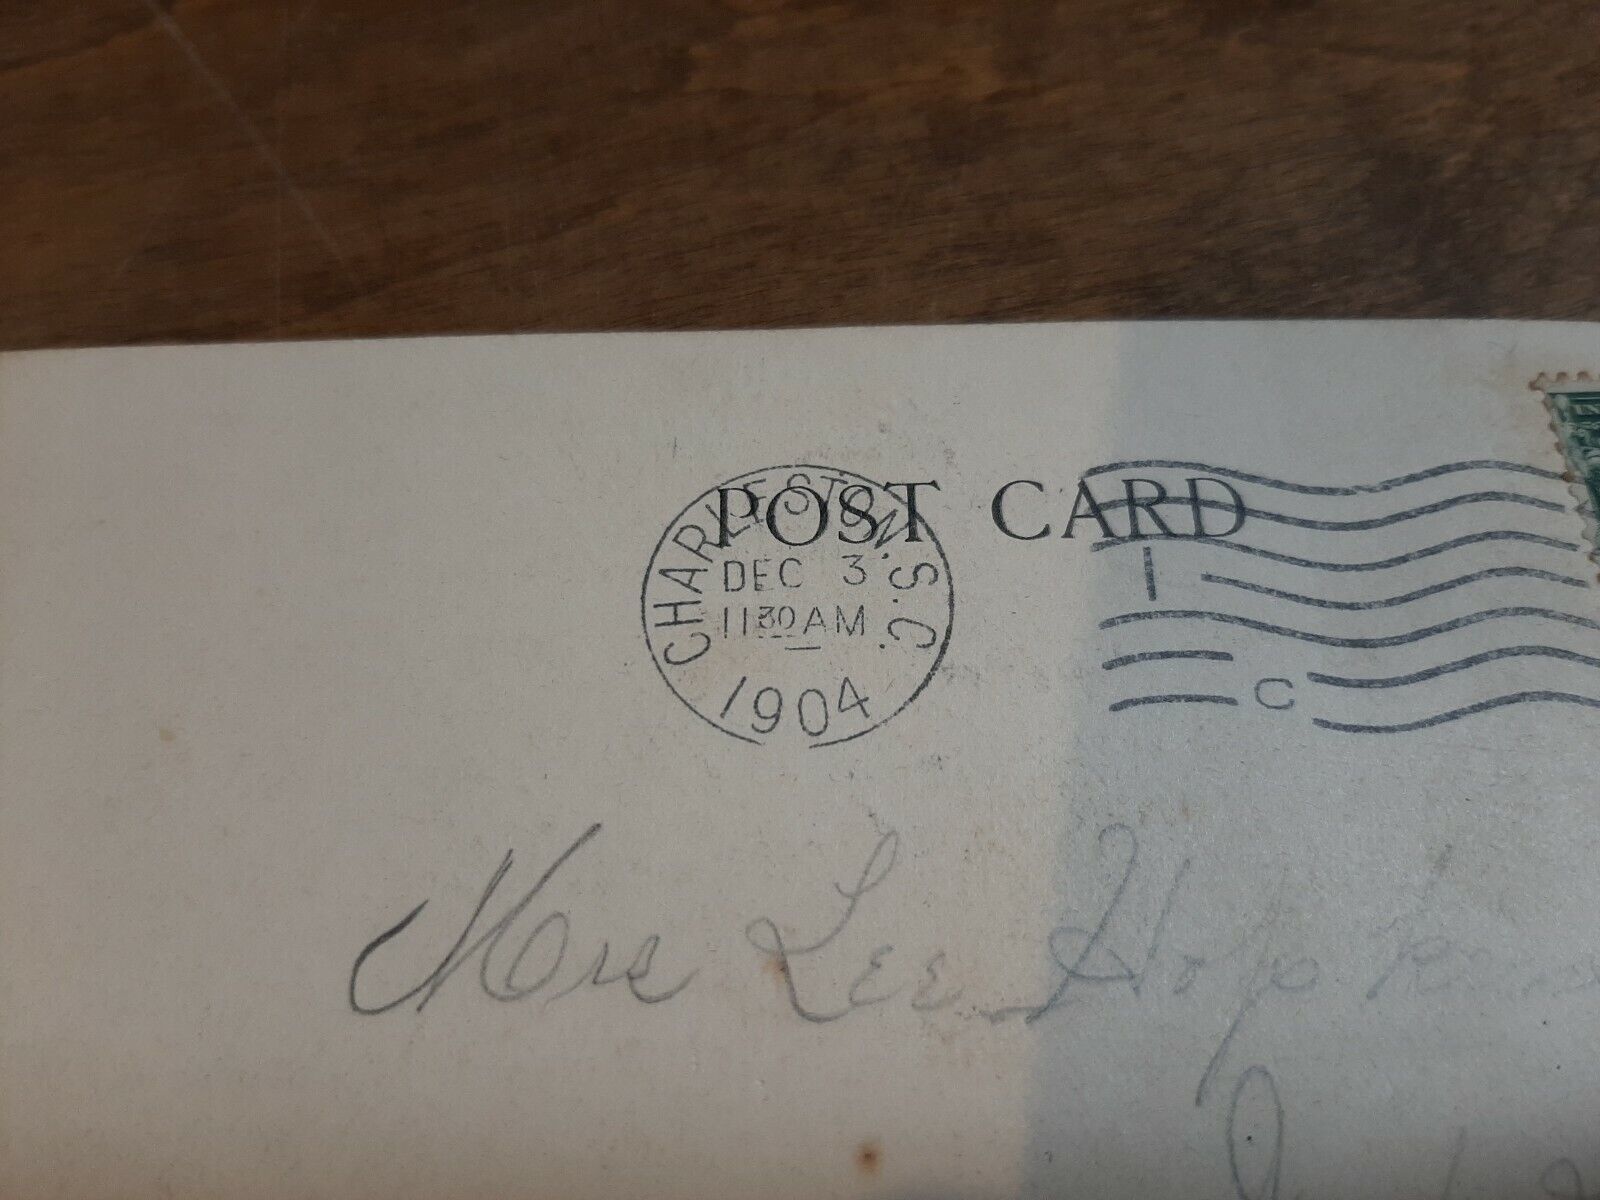 POST CARD
CHARLESTON. S.C.
DEC 3
11 30 AM
1904
1
C
Mrs Lee Hopkins